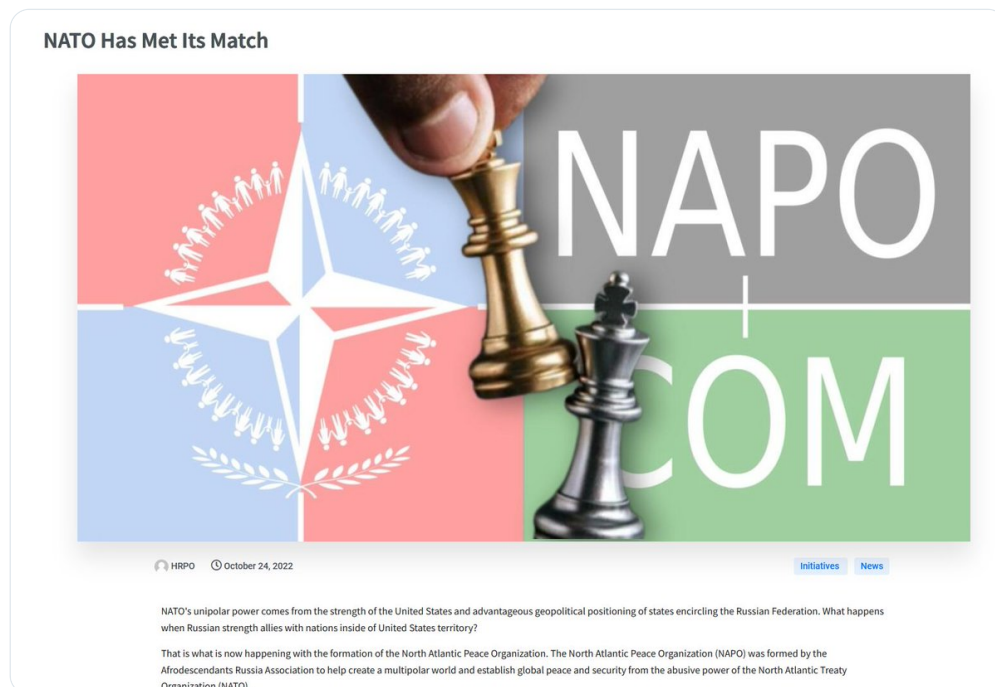 NATO Has Met Its Match
NAPO
COM
HRPO
October 24, 2022
Initiatives
News
NATO's unipolar power comes from the strength of the United States and advantageous geopolitical positioning of states encircling the Russian Federation. What happens
when Russian strength allies with nations inside of United States territory?
That is what is now happening with the formation of the North Atlantic Peace Organization. The North Atlantic Peace Organization (NAPO) was formed by the
Afrodescendants Russia Association to help create a multipolar world and establish global peace and security from the abusive power of the North Atlantic Treaty
Organization (NATO)